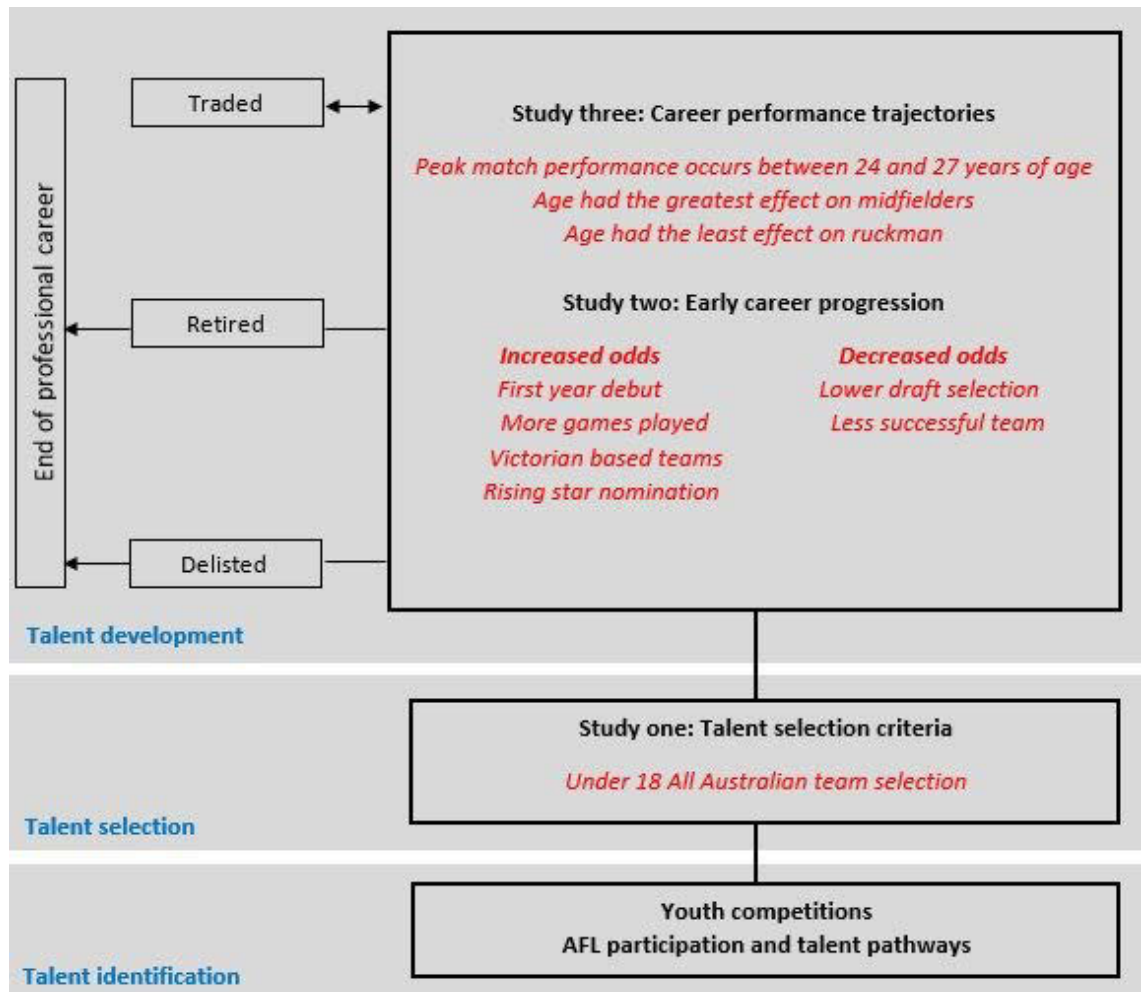 End of professional career
Traded
Retired
Delisted
Study three: Career performance trajectories
Peak match performance occurs between 24 and 27 years of age
Age had the greatest effect on midfielders
Age had the least effect on ruckman
Study two: Early career progression
Increased odds
First year debut
More games played
Victorian based teams
Rising star nomination
Decreased odds
Lower draft selection
Less successful team
Talent development
Study one: Talent selection criteria
Under 18 All Australian team selection
Talent selection
Youth competitions
AFL participation and talent pathways
Talent identification